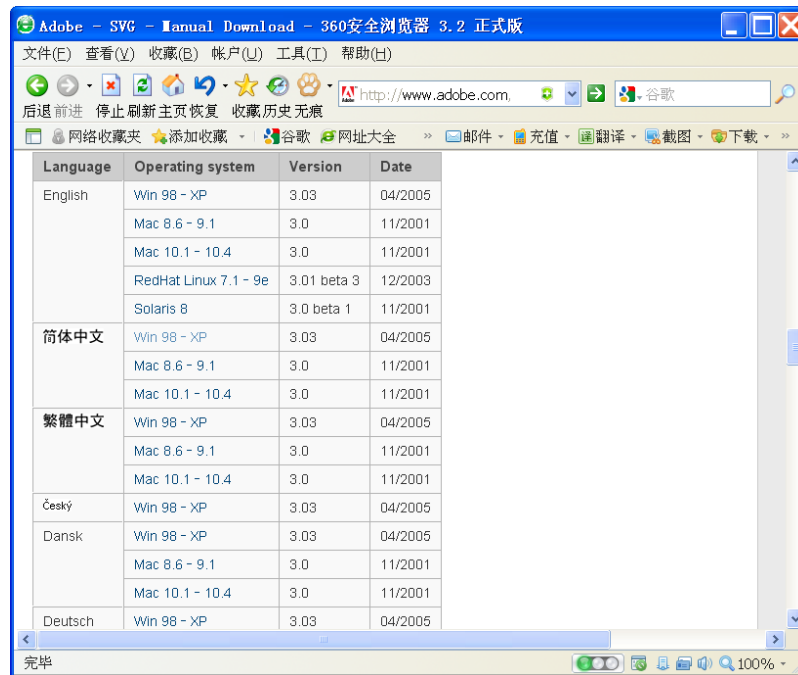 Adobe - SVG - Manual Download - 360安全浏览器 3.2 正式版
文件(F) 查看(V) 收藏(B) 帐户(U) 工具(T) 帮助(H)
http://www.adobe.com, 谷歌
后退 前进 停止 刷新 主页 恢复 收藏 历史 无痕
网络收藏夹 添加收藏 谷歌 网址大全 » 邮件 充值 翻译 截图 下载 »
Language Operating system Version Date
English Win 98 - XP 3.03 04/2005
Mac 8.6 - 9.1 3.0 11/2001
Mac 10.1 - 10.4 3.0 11/2001
RedHat Linux 7.1 - 9e 3.01 beta 3 12/2003
Solaris 8 3.0 beta 1 11/2001
简体中文 Win 98 - XP 3.03 04/2005
Mac 8.6 - 9.1 3.0 11/2001
Mac 10.1 - 10.4 3.0 11/2001
繁體中文 Win 98 - XP 3.03 04/2005
Mac 8.6 - 9.1 3.0 11/2001
Mac 10.1 - 10.4 3.0 11/2001
Český Win 98 - XP 3.03 04/2005
Dansk Win 98 - XP 3.03 04/2005
Mac 8.6 - 9.1 3.0 11/2001
Mac 10.1 - 10.4 3.0 11/2001
Deutsch Win 98 - XP 3.03 04/2005
完毕 100%